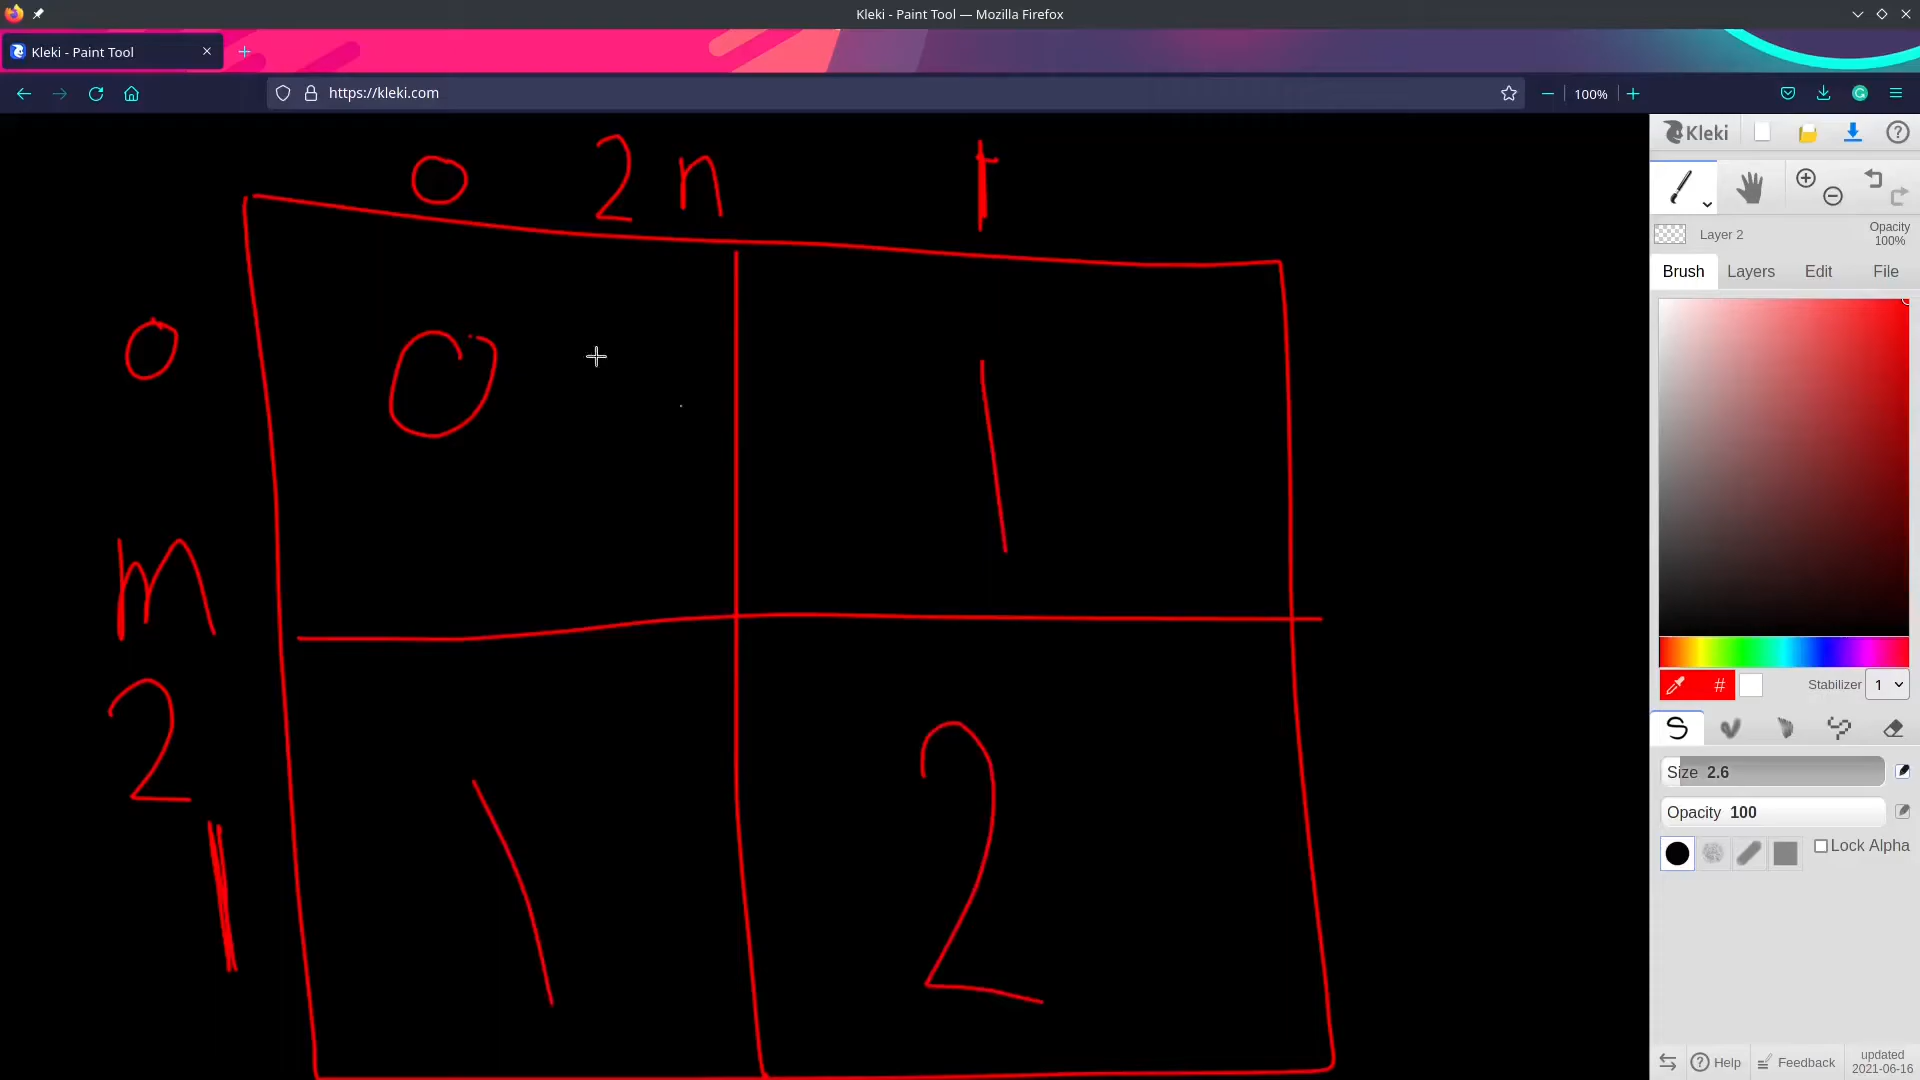 Kleki - Paint Tool — Mozilla Firefox
Kleki - Paint Tool
https://kleki.com
100%
Kleki
Layer 2
Opacity
100%
Brush Layers Edit File
# Stabilizer 1
Size 2.6
Opacity 100
Lock Alpha
Help Feedback updated
2021-06-16
0 2 n 1
0 0 1
m
2 1 2
1